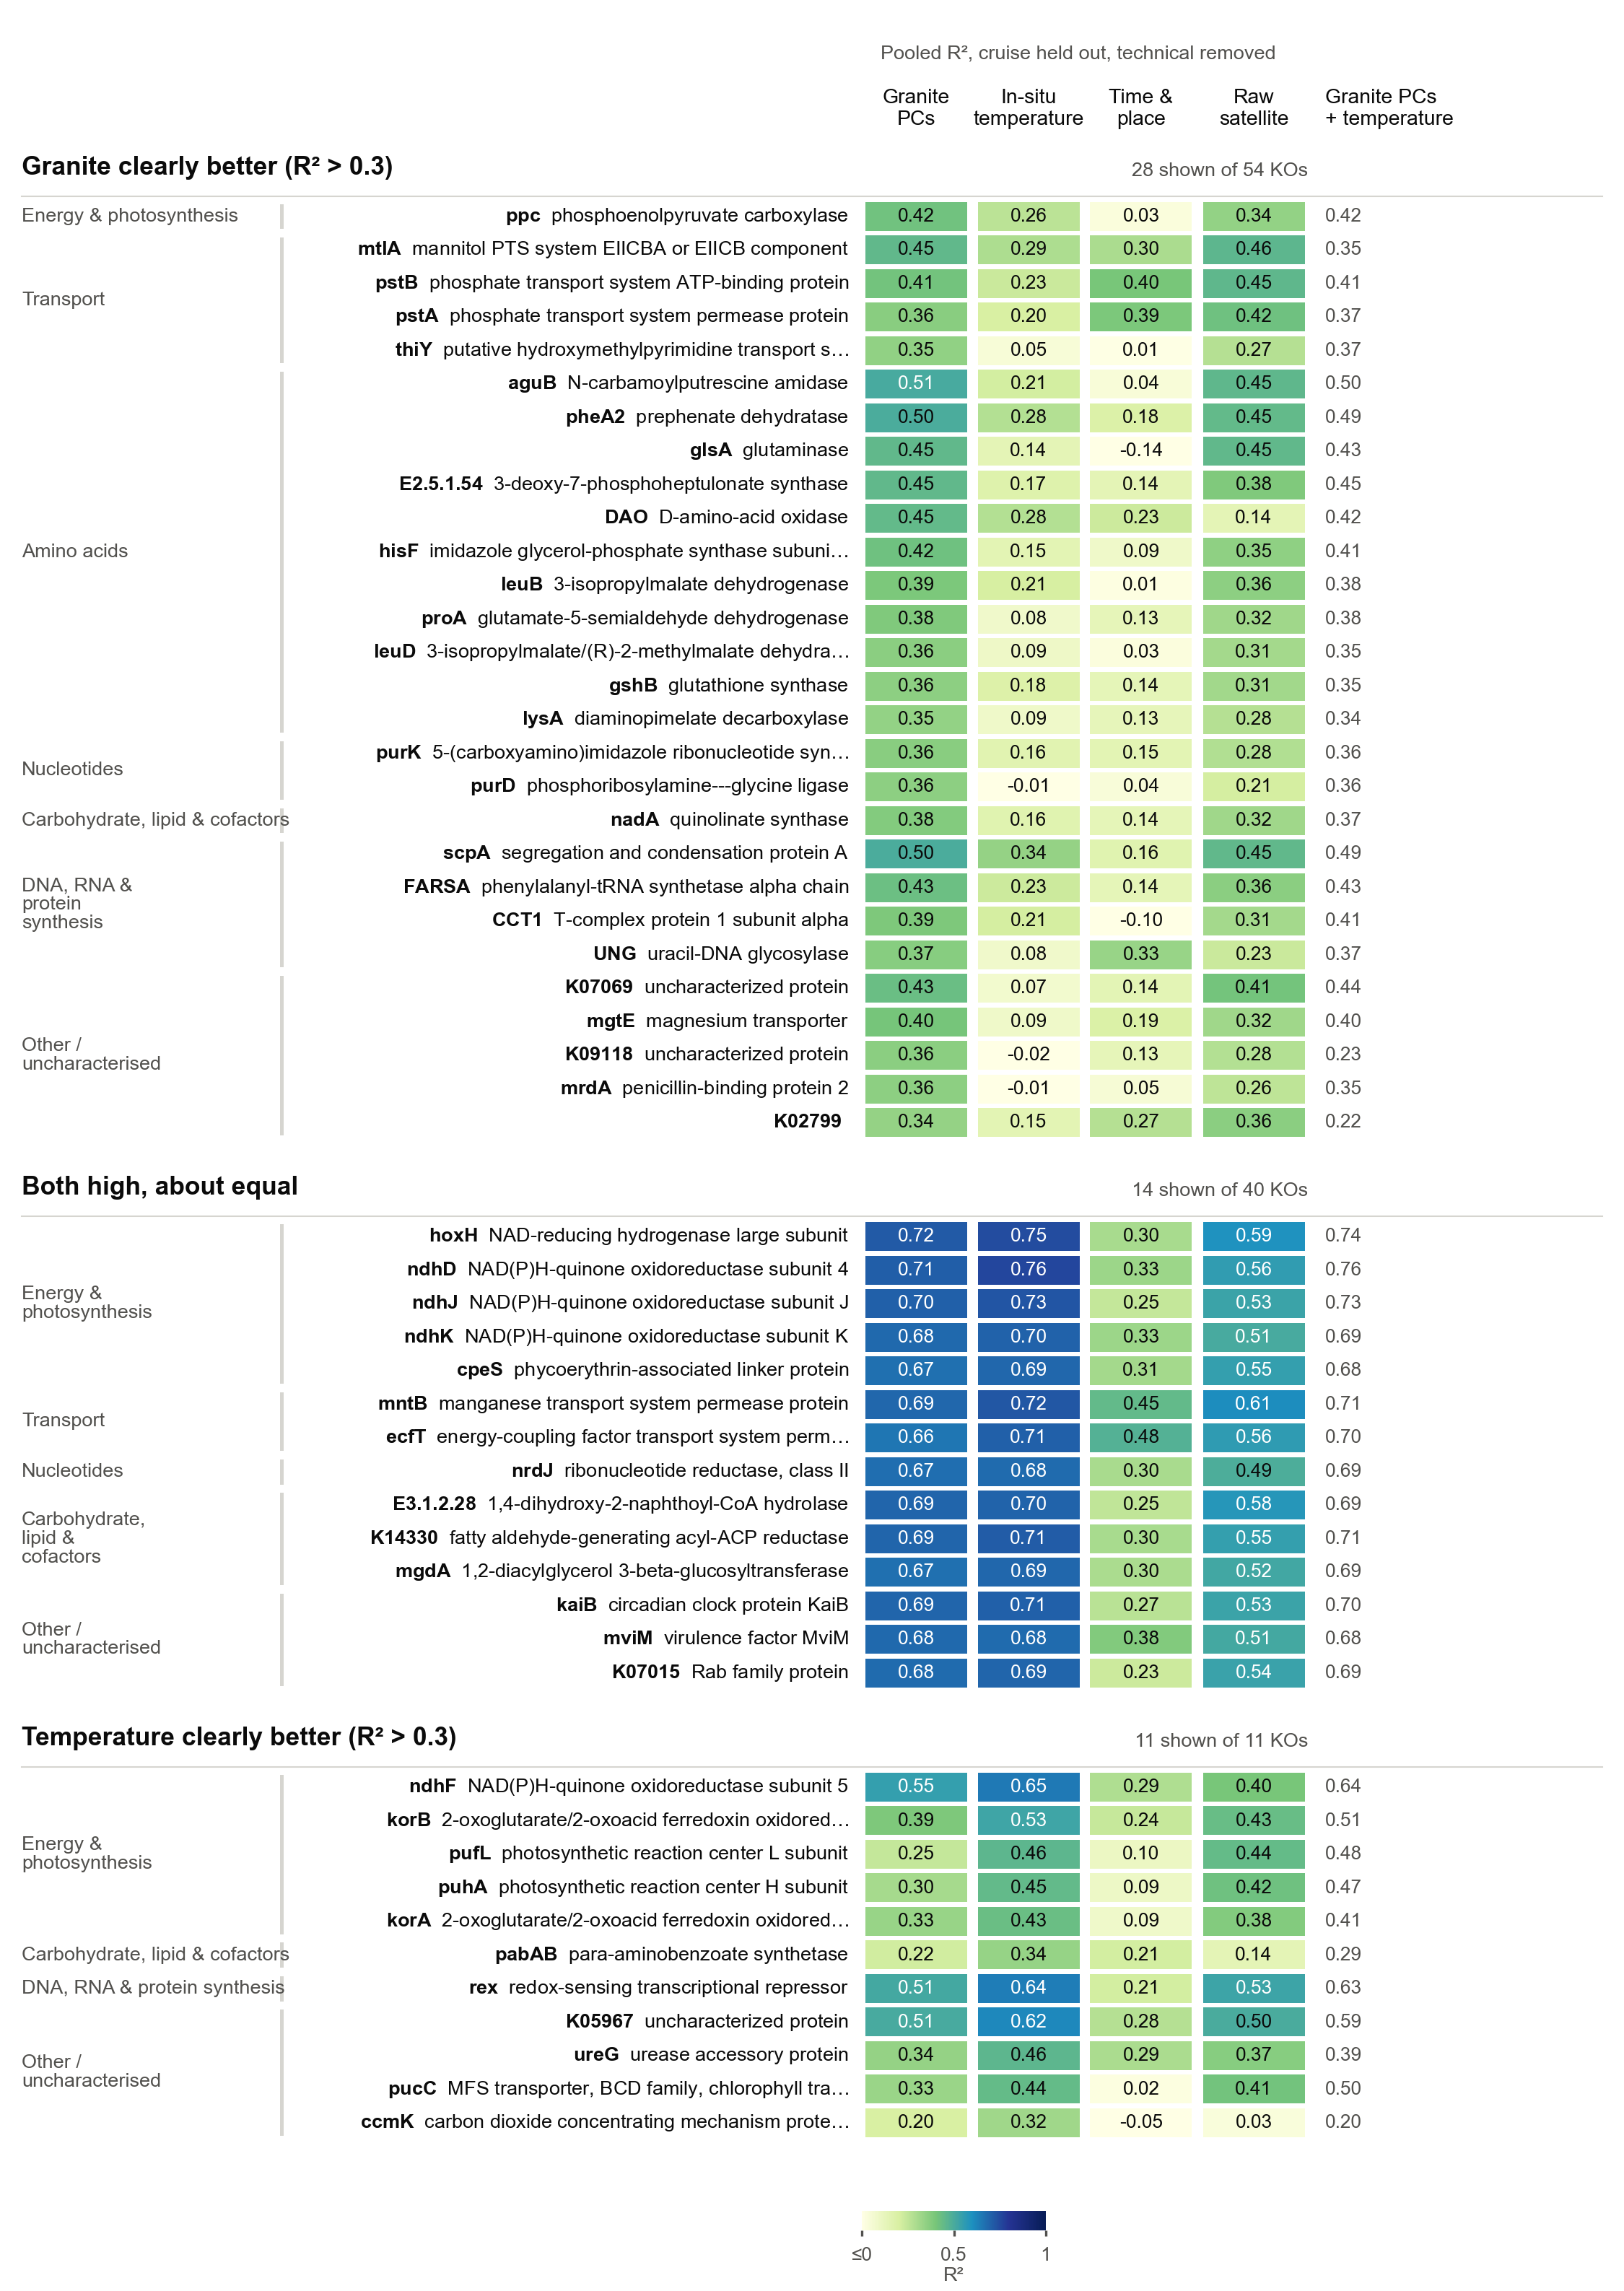 Pooled R², cruise held out, technical removed
Granite PCs
In-situ temperature
Time & place
Raw satellite
Granite PCs + temperature
Granite clearly better (R² > 0.3) 28 shown of 54 KOs
Energy & photosynthesis
ppc phosphoenolpyruvate carboxylase 0.42 0.26 0.03 0.34 0.42
Transport
mtlA mannitol PTS system EIICBA or EIICB component 0.45 0.29 0.30 0.46 0.35
pstB phosphate transport system ATP-binding protein 0.41 0.23 0.40 0.45 0.41
pstA phosphate transport system permease protein 0.36 0.20 0.39 0.42 0.37
thiY putative hydroxymethylpyrimidine transport s… 0.35 0.05 0.01 0.27 0.37
Amino acids
aguB N-carbamoylputrescine amidase 0.51 0.21 0.04 0.45 0.50
pheA2 prephenate dehydratase 0.50 0.28 0.18 0.45 0.49
glsA glutaminase 0.45 0.14 -0.14 0.45 0.43
E2.5.1.54 3-deoxy-7-phosphoheptulonate synthase 0.45 0.17 0.14 0.38 0.45
DAO D-amino-acid oxidase 0.45 0.28 0.23 0.14 0.42
hisF imidazole glycerol-phosphate synthase subuni… 0.42 0.15 0.09 0.35 0.41
leuB 3-isopropylmalate dehydrogenase 0.39 0.21 0.01 0.36 0.38
proA glutamate-5-semialdehyde dehydrogenase 0.38 0.08 0.13 0.32 0.38
leuD 3-isopropylmalate/(R)-2-methylmalate dehydra… 0.36 0.09 0.03 0.31 0.35
gshB glutathione synthase 0.36 0.18 0.14 0.31 0.35
lysA diaminopimelate decarboxylase 0.35 0.09 0.13 0.28 0.34
Nucleotides
purK 5-(carboxyamino)imidazole ribonucleotide syn… 0.36 0.16 0.15 0.28 0.36
purD phosphoribosylamine---glycine ligase 0.36 -0.01 0.04 0.21 0.36
Carbohydrate, lipid & cofactors
nadA quinolinate synthase 0.38 0.16 0.14 0.32 0.37
DNA, RNA &
protein
synthesis
scpA segregation and condensation protein A 0.50 0.34 0.16 0.45 0.49
FARSA phenylalanyl-tRNA synthetase alpha chain 0.43 0.23 0.14 0.36 0.43
CCT1 T-complex protein 1 subunit alpha 0.39 0.21 -0.10 0.31 0.41
UNG uracil-DNA glycosylase 0.37 0.08 0.33 0.23 0.37
Other /
uncharacterised
K07069 uncharacterized protein 0.43 0.07 0.14 0.41 0.44
mgtE magnesium transporter 0.40 0.09 0.19 0.32 0.40
K09118 uncharacterized protein 0.36 -0.02 0.13 0.28 0.23
mrdA penicillin-binding protein 2 0.36 -0.01 0.05 0.26 0.35
K02799 0.34 0.15 0.27 0.36 0.22
Both high, about equal 14 shown of 40 KOs
Energy &
photosynthesis
hoxH NAD-reducing hydrogenase large subunit 0.72 0.75 0.30 0.59 0.74
ndhD NAD(P)H-quinone oxidoreductase subunit 4 0.71 0.76 0.33 0.56 0.76
ndhJ NAD(P)H-quinone oxidoreductase subunit J 0.70 0.73 0.25 0.53 0.73
ndhK NAD(P)H-quinone oxidoreductase subunit K 0.68 0.70 0.33 0.51 0.69
cpeS phycoerythrin-associated linker protein 0.67 0.69 0.31 0.55 0.68
Transport
mntB manganese transport system permease protein 0.69 0.72 0.45 0.61 0.71
ecfT energy-coupling factor transport system perm… 0.66 0.71 0.48 0.56 0.70
Nucleotides
nrdJ ribonucleotide reductase, class II 0.67 0.68 0.30 0.49 0.69
Carbohydrate,
lipid &
cofactors
E3.1.2.28 1,4-dihydroxy-2-naphthoyl-CoA hydrolase 0.69 0.70 0.25 0.58 0.69
K14330 fatty aldehyde-generating acyl-ACP reductase 0.69 0.71 0.30 0.55 0.71
mgdA 1,2-diacylglycerol 3-beta-glucosyltransferase 0.67 0.69 0.30 0.52 0.69
Other /
uncharacterised
kaiB circadian clock protein KaiB 0.69 0.71 0.27 0.53 0.70
mviM virulence factor MviM 0.68 0.68 0.38 0.51 0.68
K07015 Rab family protein 0.68 0.69 0.23 0.54 0.69
Temperature clearly better (R² > 0.3) 11 shown of 11 KOs
Energy &
photosynthesis
ndhF NAD(P)H-quinone oxidoreductase subunit 5 0.55 0.65 0.29 0.40 0.64
korB 2-oxoglutarate/2-oxoacid ferredoxin oxidored… 0.39 0.53 0.24 0.43 0.51
pufL photosynthetic reaction center L subunit 0.25 0.46 0.10 0.44 0.48
puhA photosynthetic reaction center H subunit 0.30 0.45 0.09 0.42 0.47
korA 2-oxoglutarate/2-oxoacid ferredoxin oxidored… 0.33 0.43 0.09 0.38 0.41
Carbohydrate, lipid & cofactors
pabAB para-aminobenzoate synthetase 0.22 0.34 0.21 0.14 0.29
DNA, RNA & protein synthesis
rex redox-sensing transcriptional repressor 0.51 0.64 0.21 0.53 0.63
Other /
uncharacterised
K05967 uncharacterized protein 0.51 0.62 0.28 0.50 0.59
ureG urease accessory protein 0.34 0.46 0.29 0.37 0.39
pucC MFS transporter, BCD family, chlorophyll tra… 0.33 0.44 0.02 0.41 0.50
ccmK carbon dioxide concentrating mechanism prote… 0.20 0.32 -0.05 0.03 0.20
≤0 0.5 1
R²